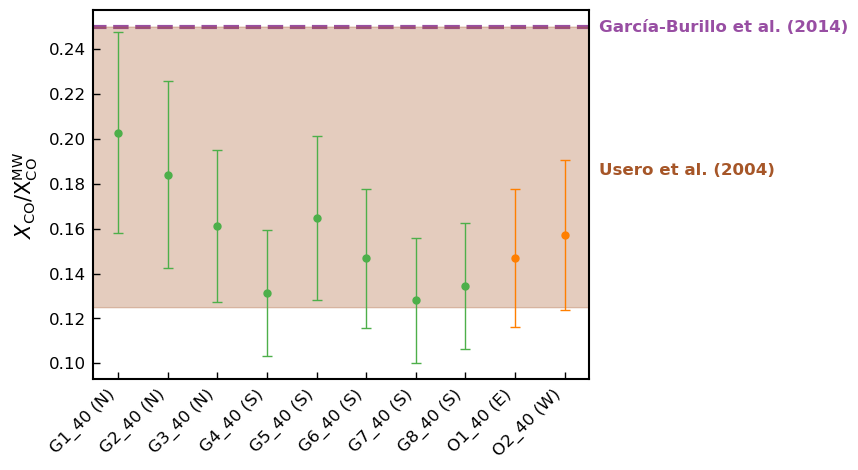 García-Burillo et al. (2014)
0.24
0.22
0.20
Usero et al. (2004)
0.18
0.16
0.14
0.12
0.10
X_CO/X_CO^MW
G1_40 (N)
G2_40 (N)
G3_40 (N)
G4_40 (S)
G5_40 (S)
G6_40 (S)
G7_40 (S)
G8_40 (S)
O1_40 (E)
O2_40 (W)